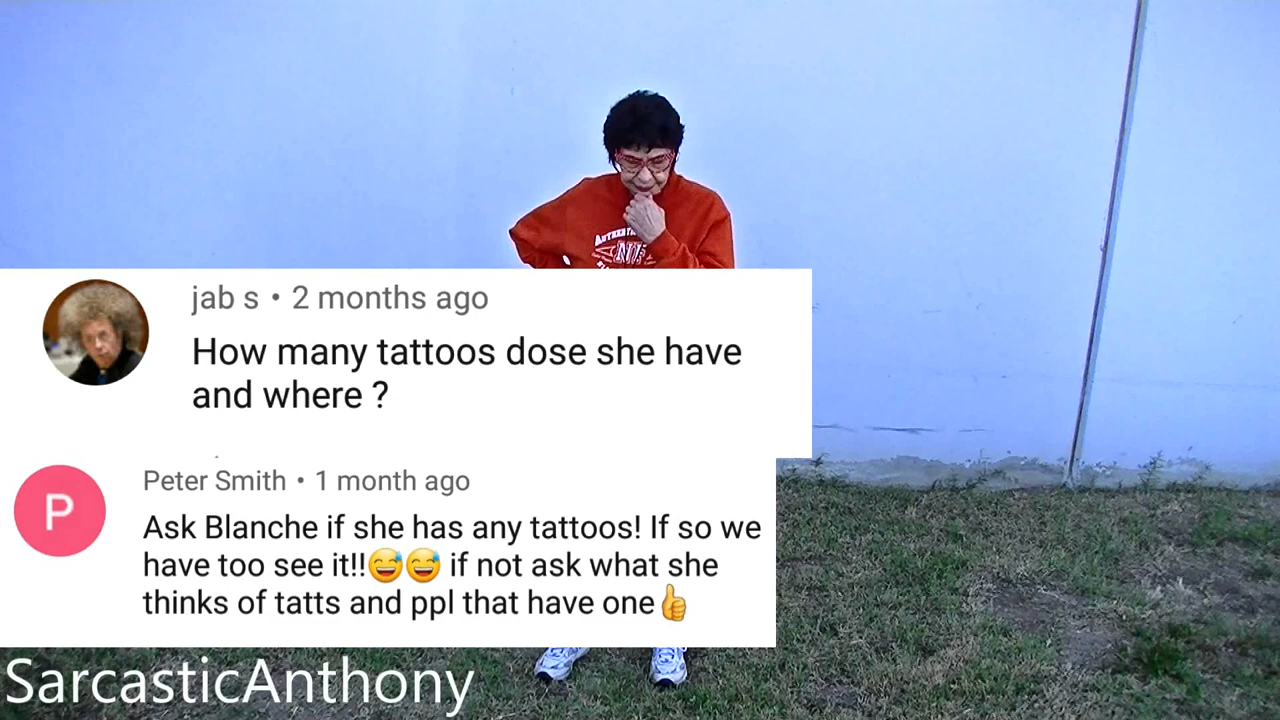 AUTHENTIC
jab s • 2 months ago
How many tattoos dose she have
and where ?
P
Peter Smith • 1 month ago
Ask Blanche if she has any tattoos! If so we
have too see it!!😅😅 if not ask what she
thinks of tatts and ppl that have one👍
SarcasticAnthony